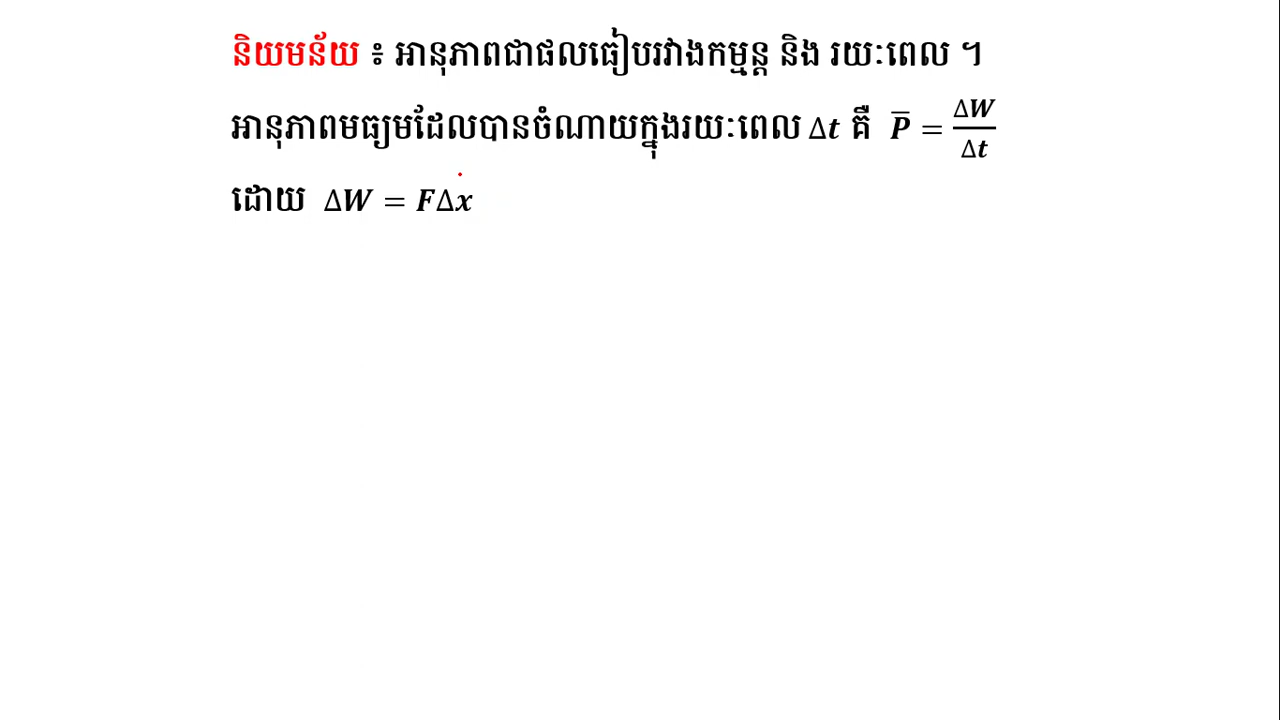 និយមន័យ ៖ អានុភាពជាផលធៀបរវាងកម្មន្ត និង រយៈពេល ។
អានុភាពមធ្យមដែលបានចំណាយក្នុងរយៈពេល Δt គឺ P̅ = ΔW/Δt
ដោយ ΔW = FΔx